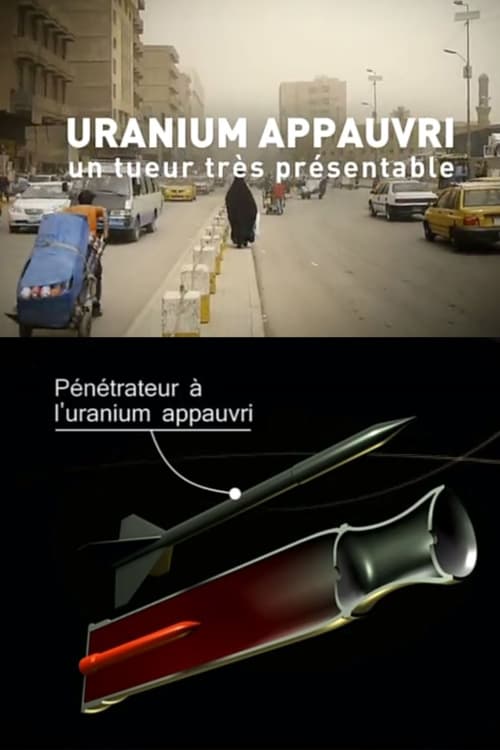 URANIUM APPAUVRI
un tueur très présentable
Pénétrateur à
l'uranium appauvri